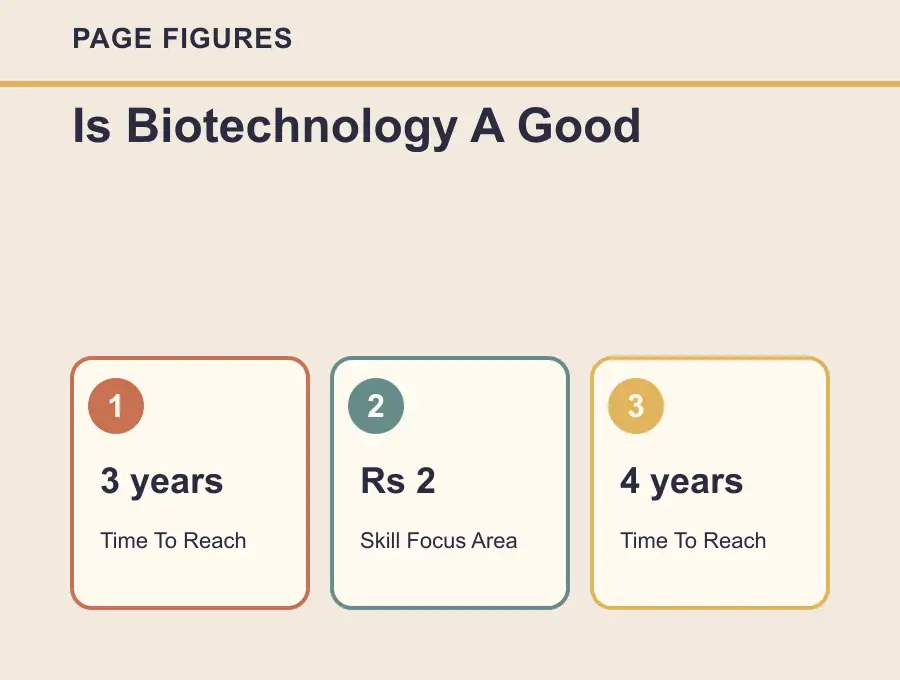 PAGE FIGURES
Is Biotechnology A Good
1
3 years
Time To Reach
2
Rs 2
Skill Focus Area
3
4 years
Time To Reach